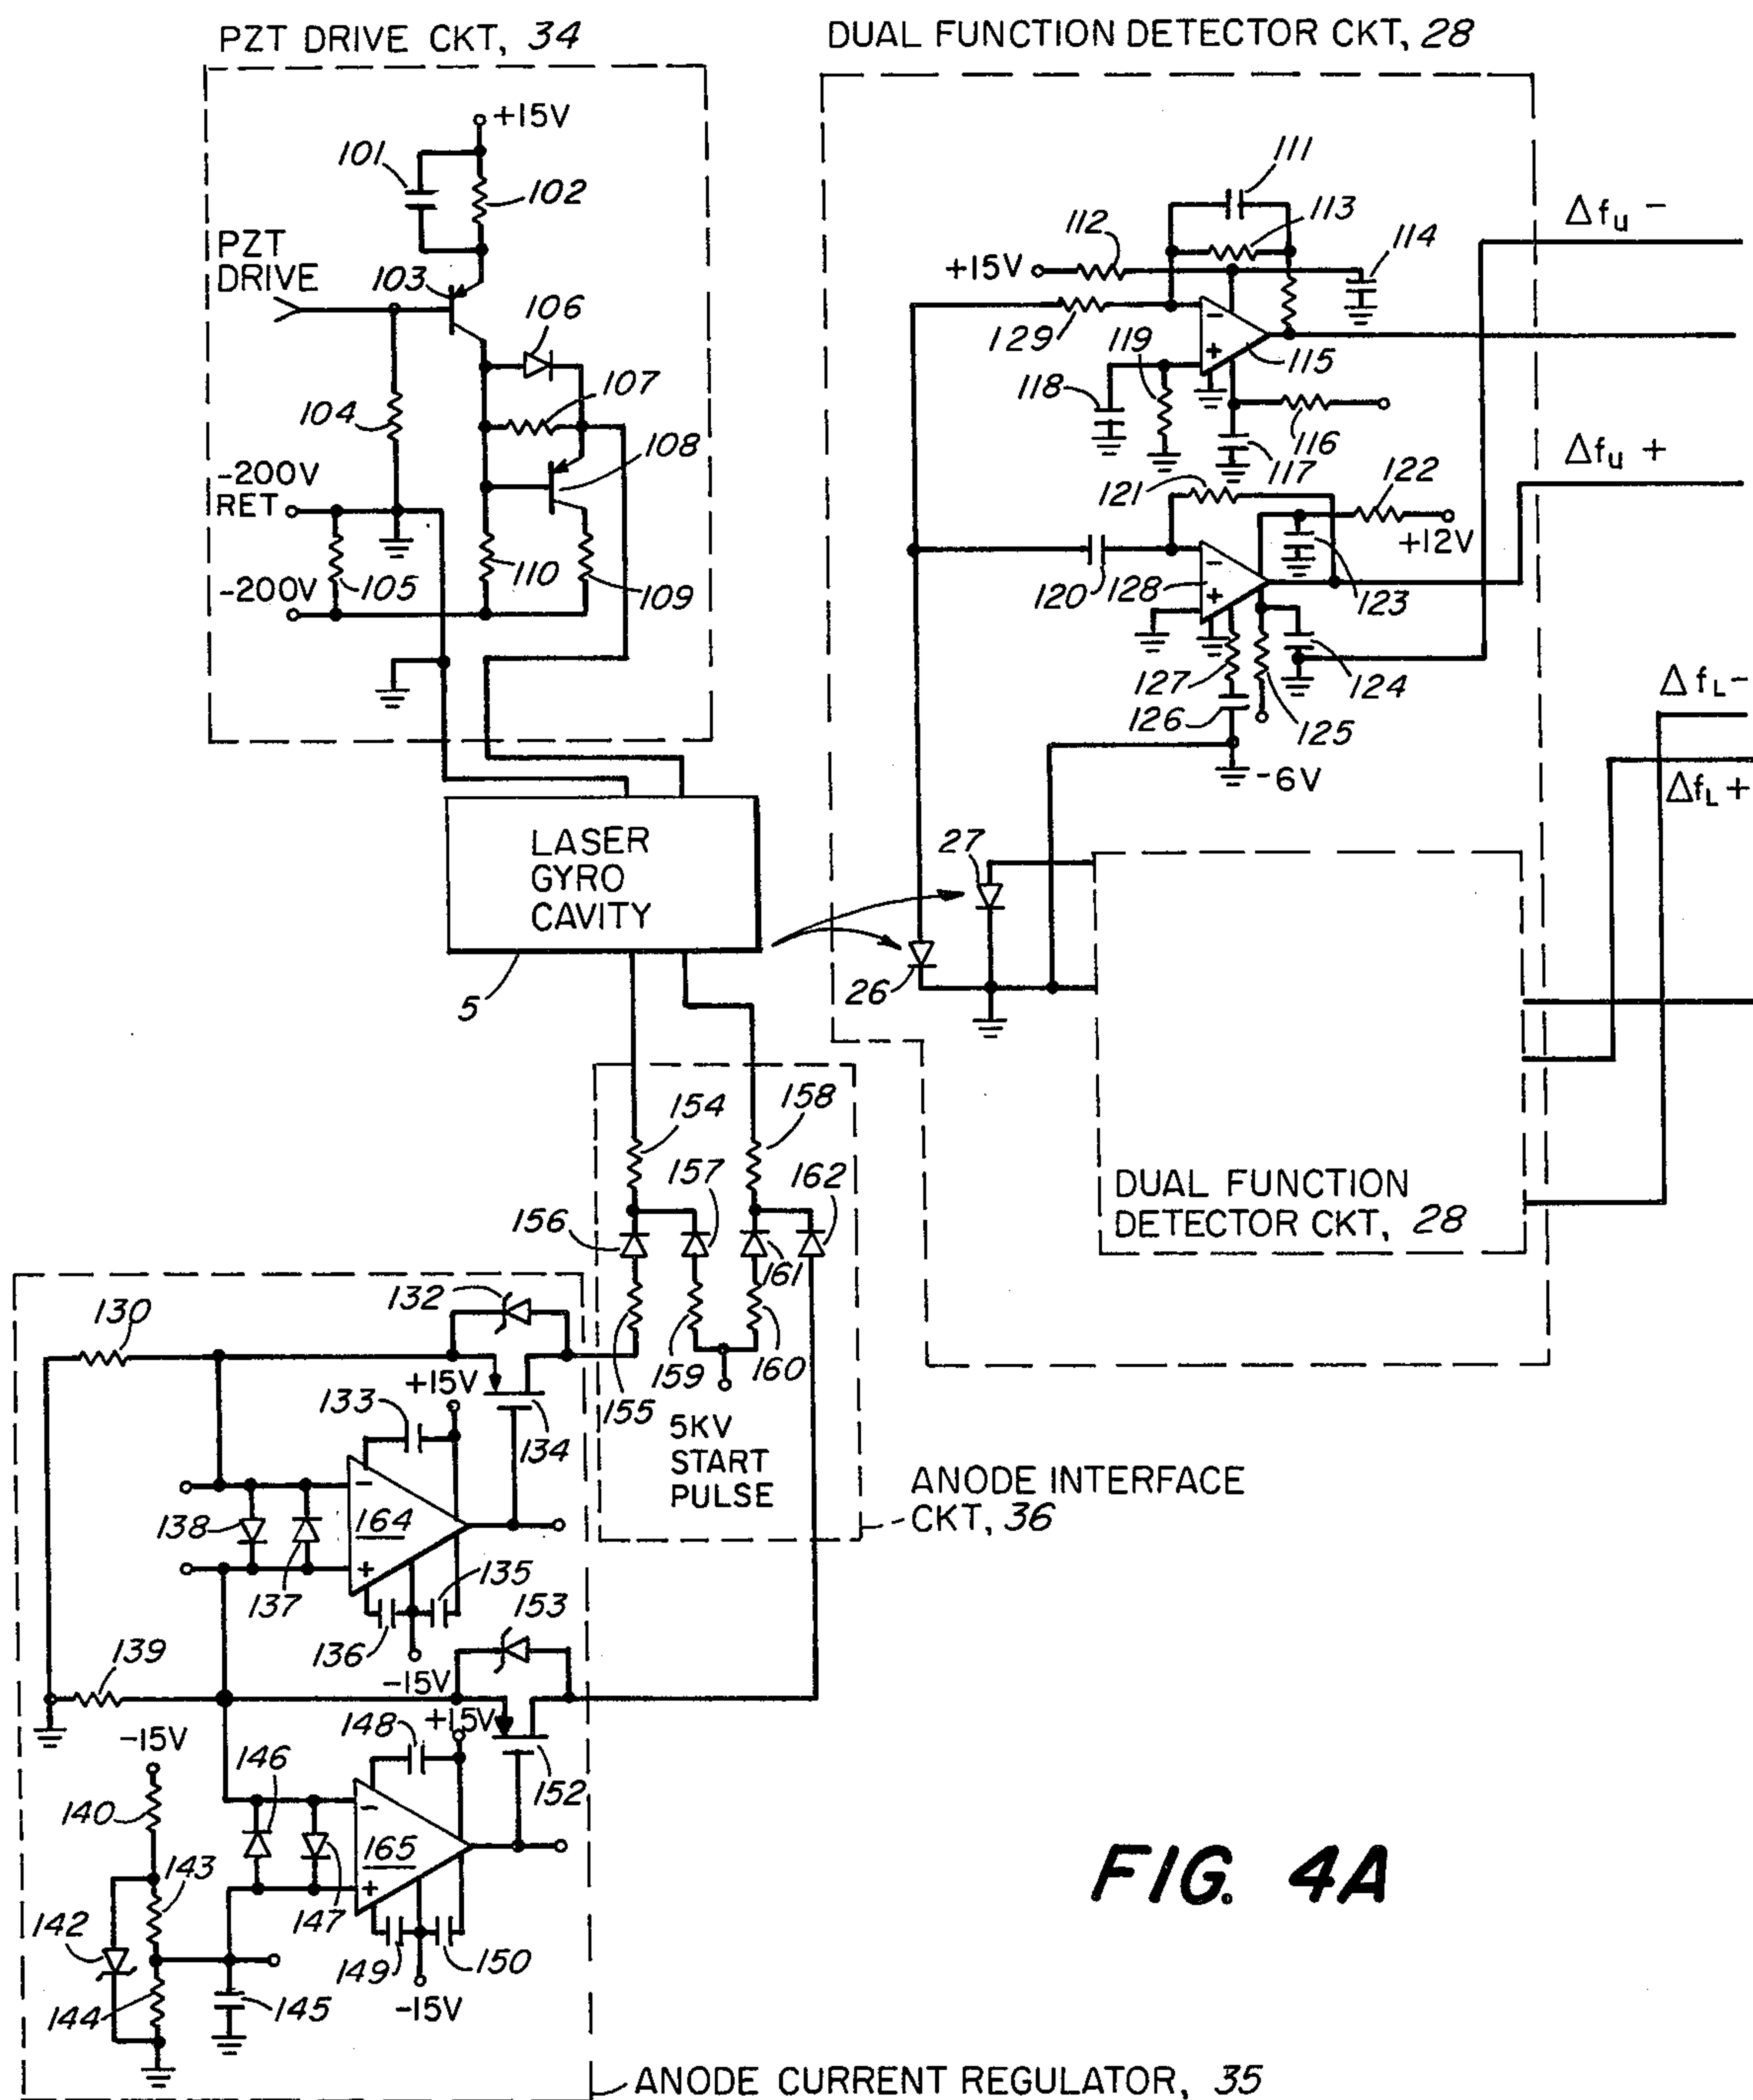 PZT DRIVE CKT, 34
DUAL FUNCTION DETECTOR CKT, 28
+15V
101
102
PZT
DRIVE
103
106
107
104
108
-200V
RET
105
110
109
-200V
111
112
113
114
+15V
129
119
115
118
116
117
Δfu -
Δfu +
121
122
+12V
120
128
123
127
124
126
125
-6V
ΔfL-
ΔfL+
LASER
GYRO
CAVITY
5
27
26
DUAL FUNCTION
DETECTOR CKT, 28
154
158
157
162
156
161
155
159
160
5KV
START
PULSE
ANODE INTERFACE
CKT, 36
130
132
+15V
133
134
138
164
137
135
136
-15V
153
139
+15V
148
-15V
146
152
140
165
143
147
142
149
150
144
145
-15V
FIG. 4A
ANODE CURRENT REGULATOR, 35